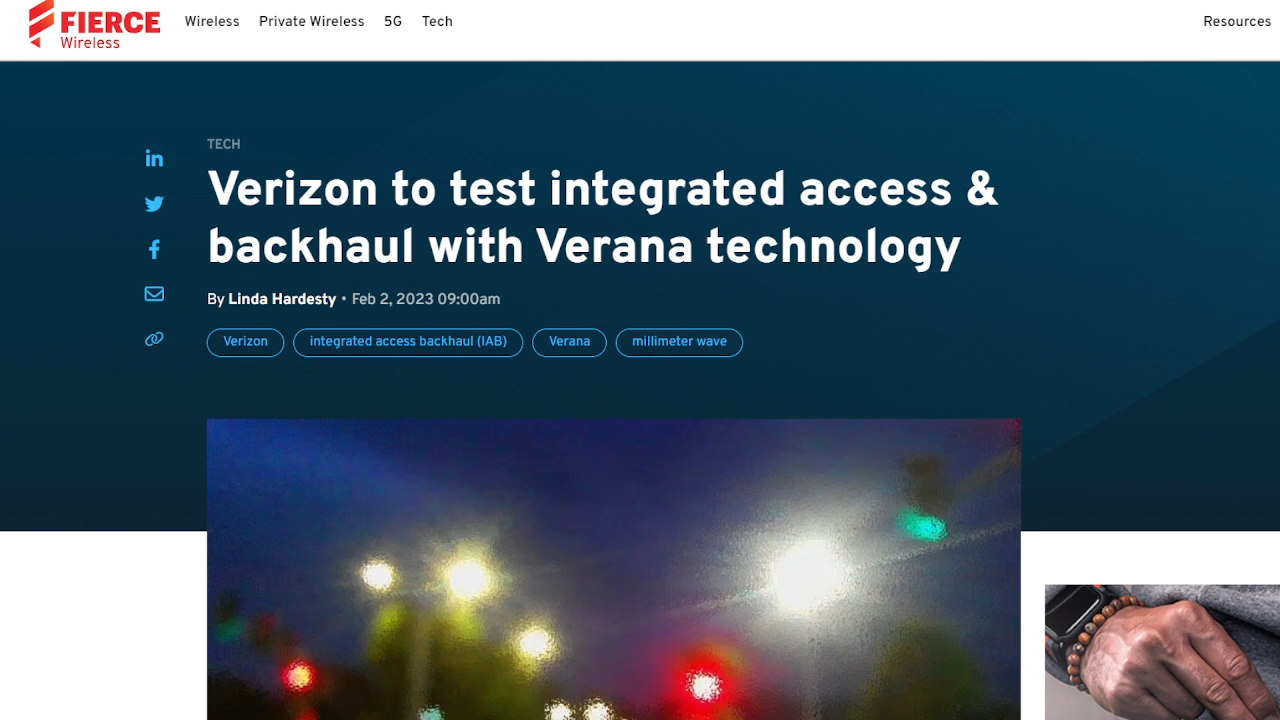 FIERCE
Wireless
Wireless Private Wireless 5G Tech Resources
TECH
Verizon to test integrated access &
backhaul with Verana technology
By Linda Hardesty • Feb 2, 2023 09:00am
Verizon integrated access backhaul (IAB) Verana millimeter wave
in